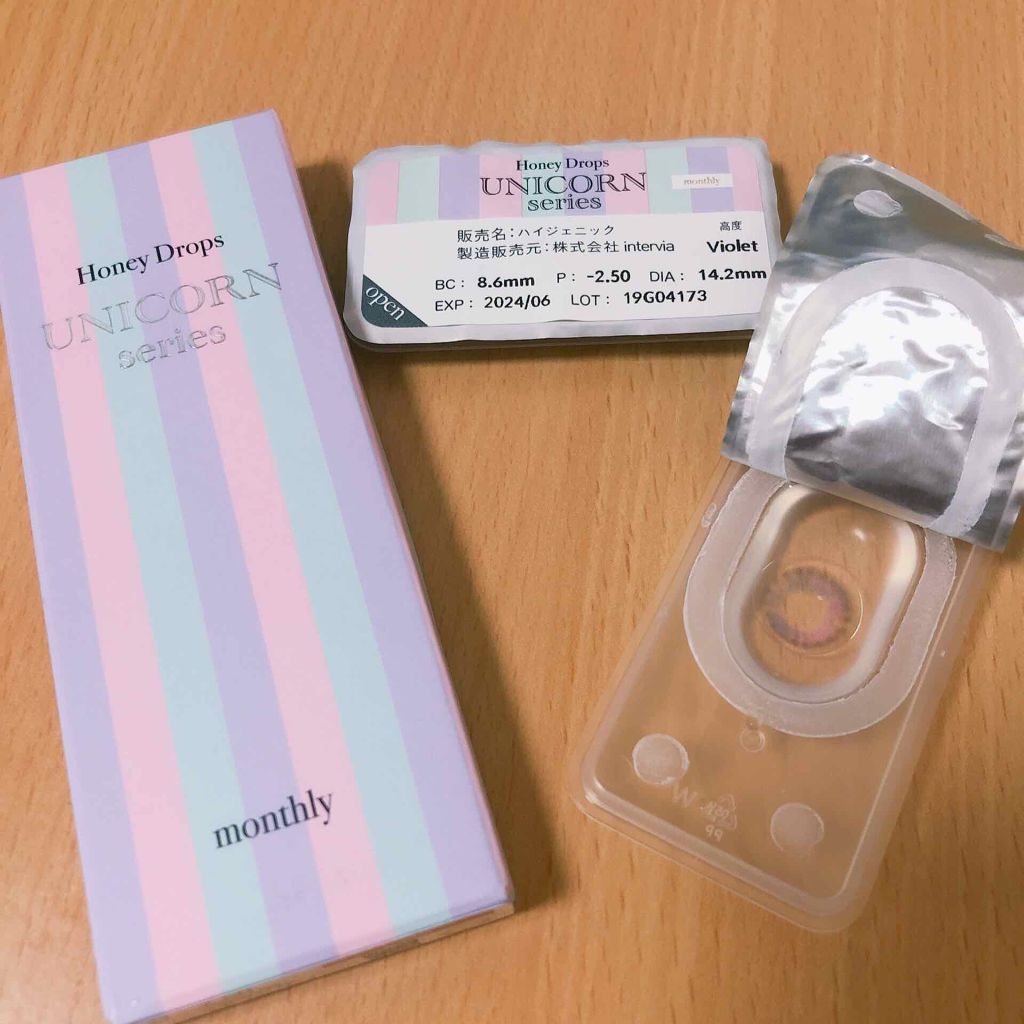 Honey Drops
UNICORN
series
monthly
Honey Drops
UNICORN
series
monthly
販売名:ハイジェニック
製造販売元:株式会社 intervia
高度
Violet
BC: 8.6mm P: -2.50 DIA: 14.2mm
EXP: 2024/06 LOT: 19G04173
open
PP